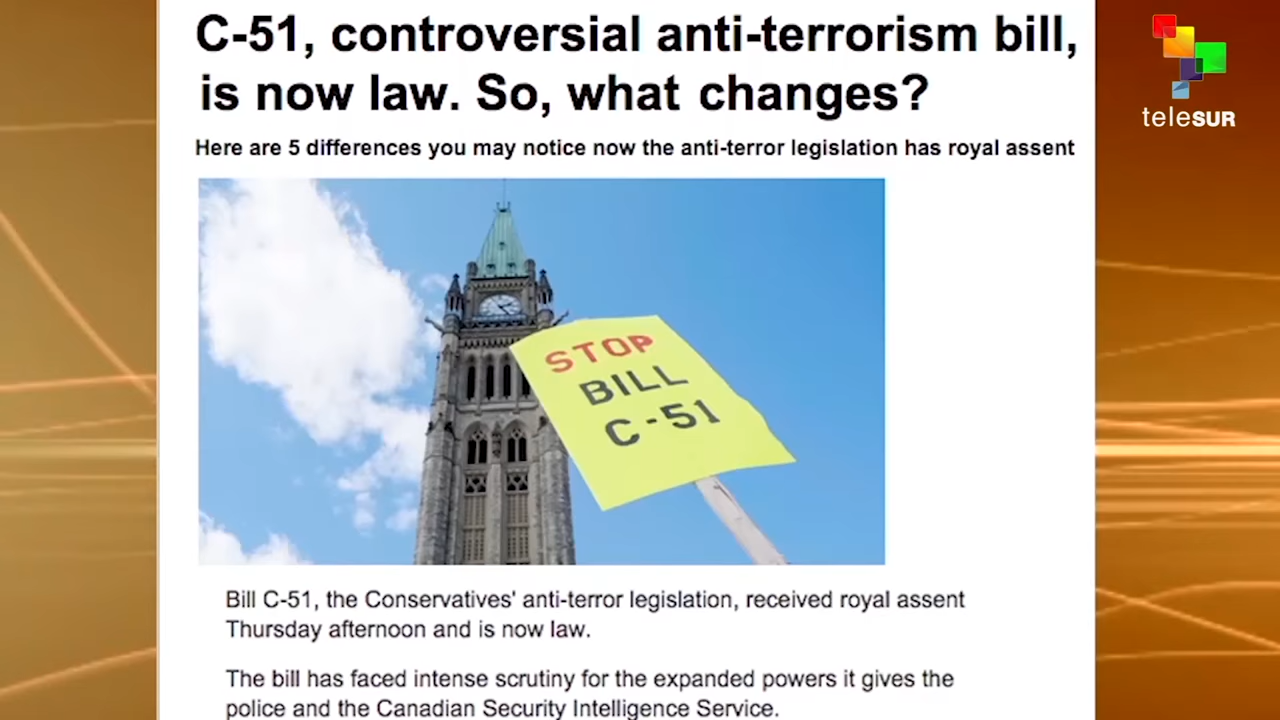 C-51, controversial anti-terrorism bill,
is now law. So, what changes?
Here are 5 differences you may notice now the anti-terror legislation has royal assent
teleSUR
STOP
BILL
C-51
Bill C-51, the Conservatives' anti-terror legislation, received royal assent
Thursday afternoon and is now law.
The bill has faced intense scrutiny for the expanded powers it gives the
police and the Canadian Security Intelligence Service.